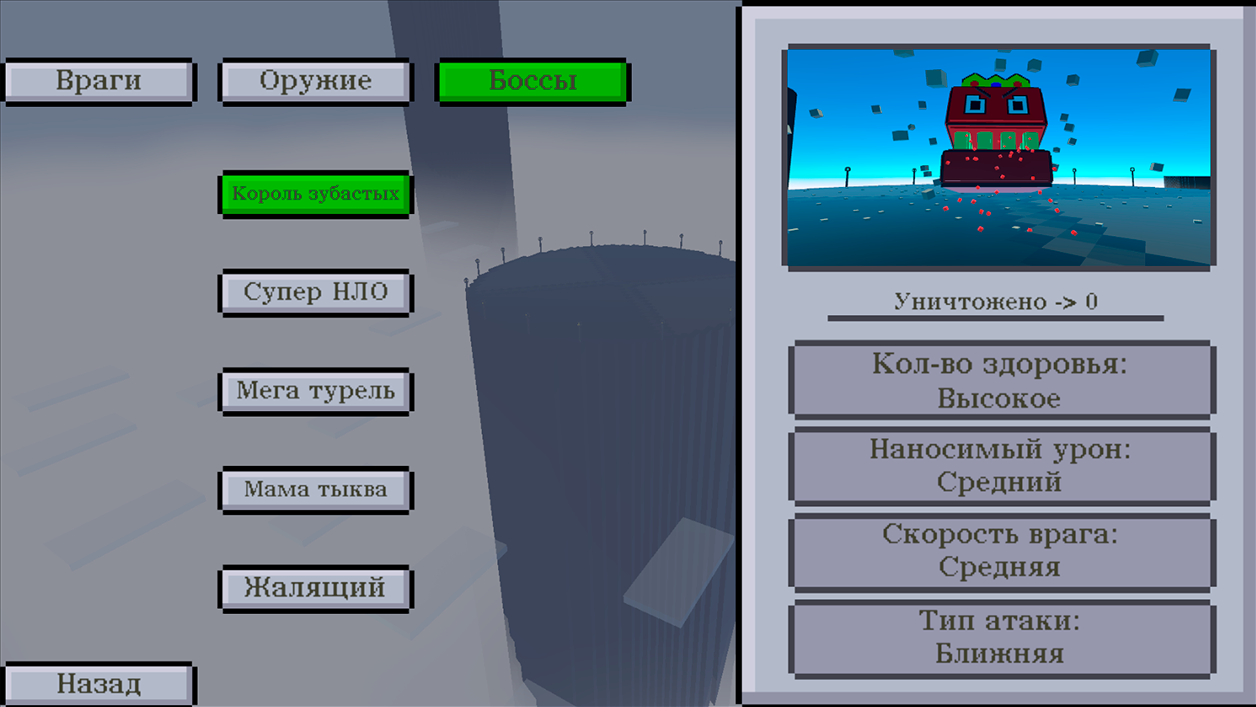 Враги
Оружие
Боссы
Король зубастых
Супер НЛО
Мега турель
Мама тыква
Жалящий
Назад
Уничтожено -> 0
Кол-во здоровья:
Высокое
Наносимый урон:
Средний
Скорость врага:
Средняя
Тип атаки:
Ближняя